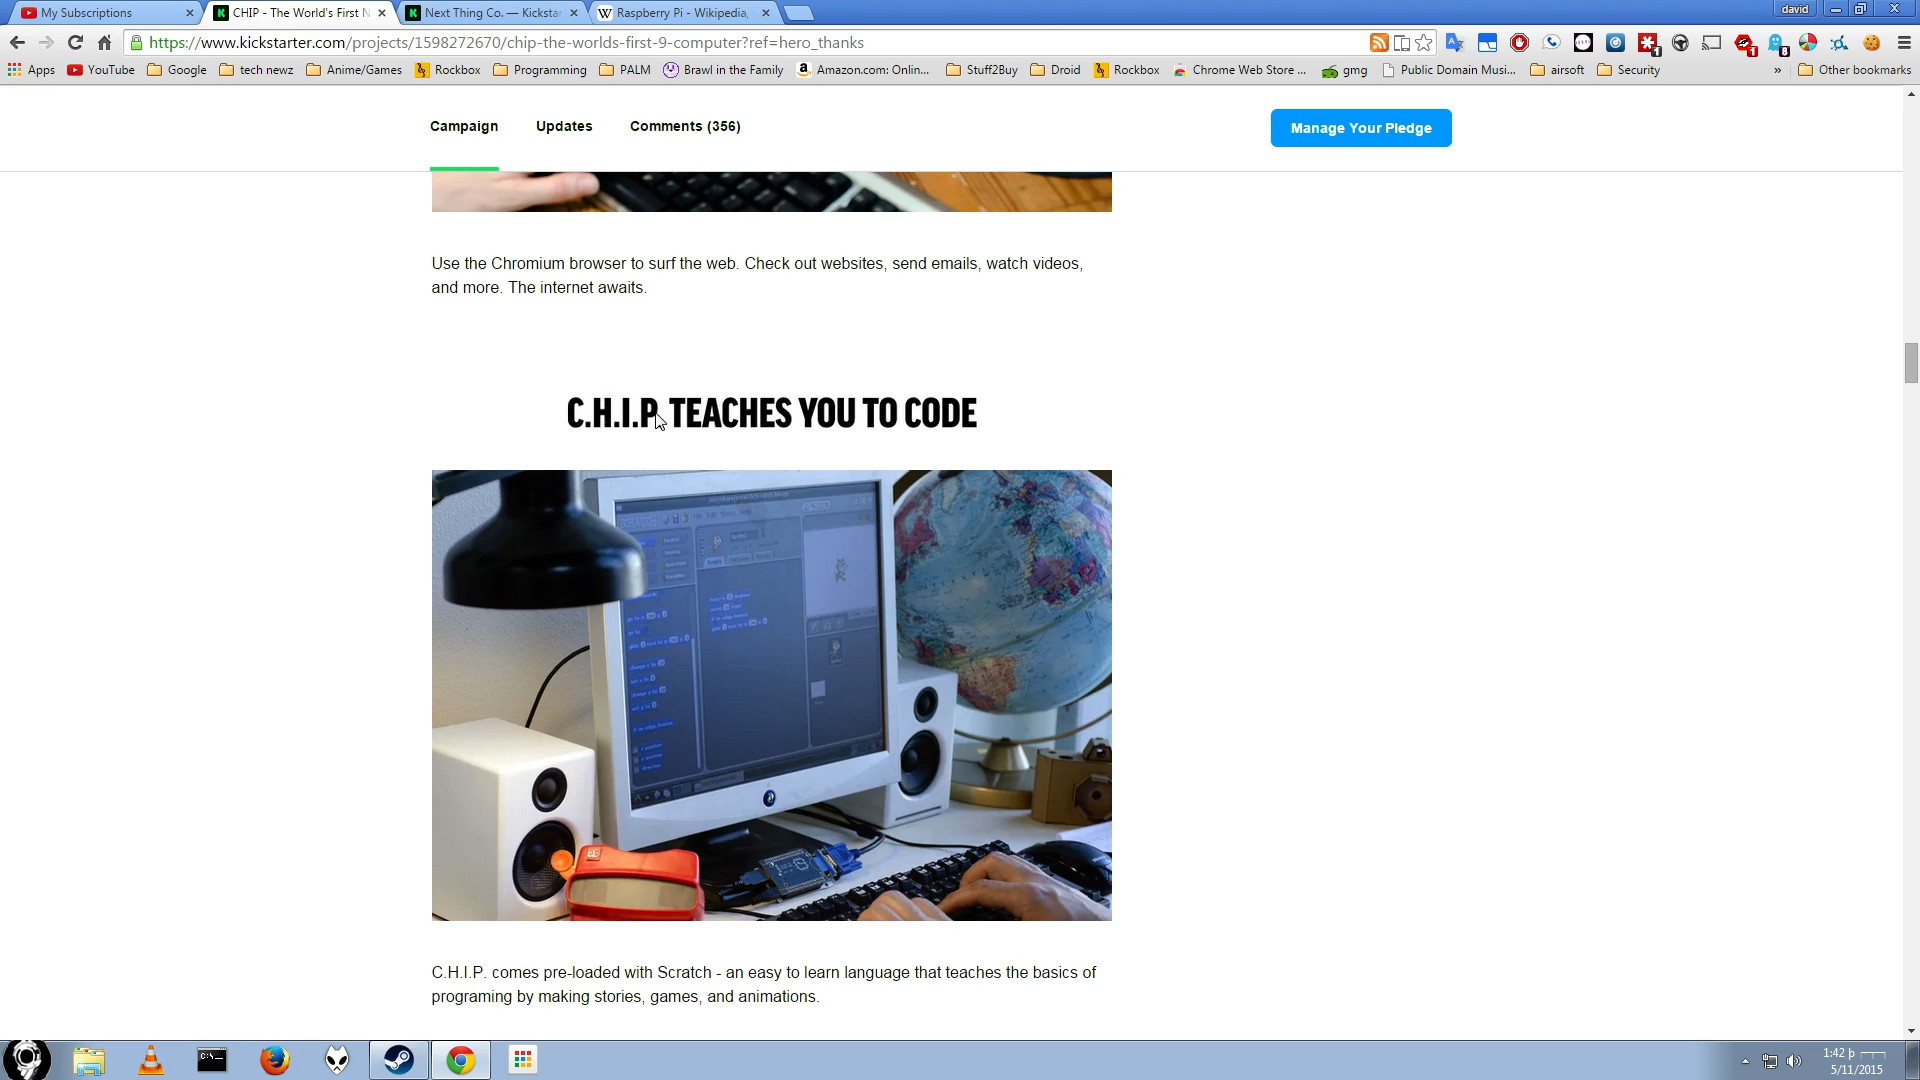 My Subscriptions
CHIP - The World's First N
Next Thing Co. — Kickstar
Raspberry Pi - Wikipedia,
david
https://www.kickstarter.com/projects/1598272670/chip-the-worlds-first-9-computer?ref=hero_thanks
Apps YouTube Google tech newz Anime/Games Rockbox Programming PALM Brawl in the Family Amazon.com: Onlin... Stuff2Buy Droid Rockbox Chrome Web Store ... gmg Public Domain Musi... airsoft Security » Other bookmarks
Campaign Updates Comments (356)
Manage Your Pledge
Use the Chromium browser to surf the web. Check out websites, send emails, watch videos,
and more. The internet awaits.
C.H.I.P. TEACHES YOU TO CODE
C.H.I.P. comes pre-loaded with Scratch - an easy to learn language that teaches the basics of
programing by making stories, games, and animations.
1:42 þ
5/11/2015